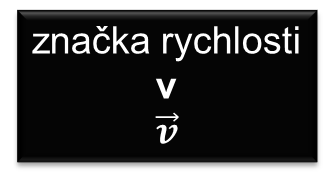 značka rychlosti
v
v⃗